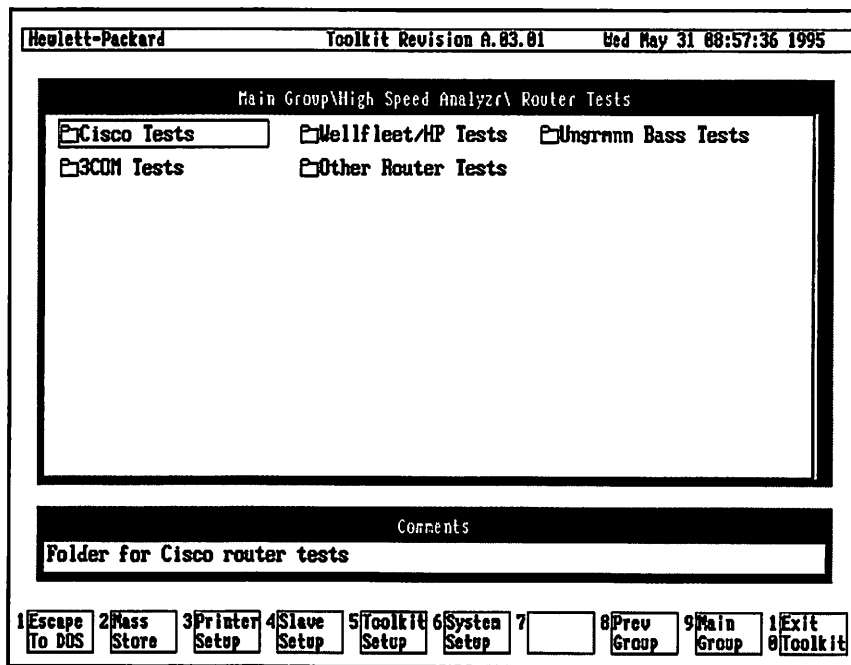 Hewlett-Packard Toolkit Revision A.03.01 Wed May 31 08:57:36 1995
Main Group\High Speed Analyzr\ Router Tests
Cisco Tests Wellfleet/HP Tests Ungrmnn Bass Tests
3COM Tests Other Router Tests
Comments
Folder for Cisco router tests
1 Escape To DOS
2 Mass Store
3 Printer Setup
4 Slave Setup
5 Toolkit Setup
6 System Setup
7
8 Prev Group
9 Main Group
10 Exit Toolkit